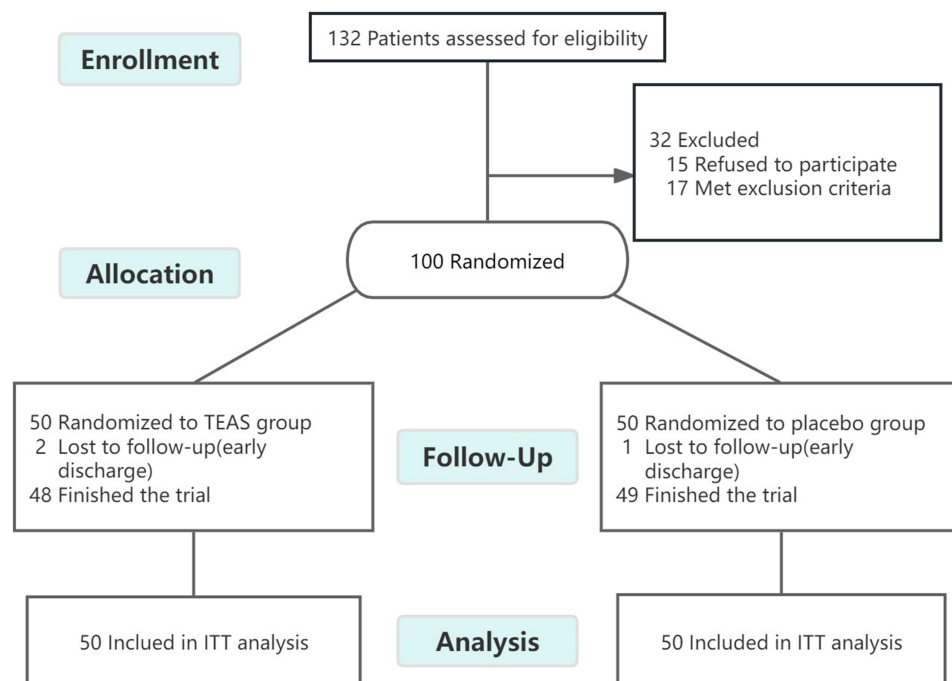 132 Patients assessed for eligibility
Enrollment
32 Excluded
15 Refused to participate
17 Met exclusion criteria
100 Randomized
Allocation
50 Randomized to TEAS group
2 Lost to follow-up(early
discharge)
48 Finished the trial
Follow-Up
50 Randomized to placebo group
1 Lost to follow-up(early
discharge)
49 Finished the trial
50 Inclued in ITT analysis
Analysis
50 Included in ITT analysis